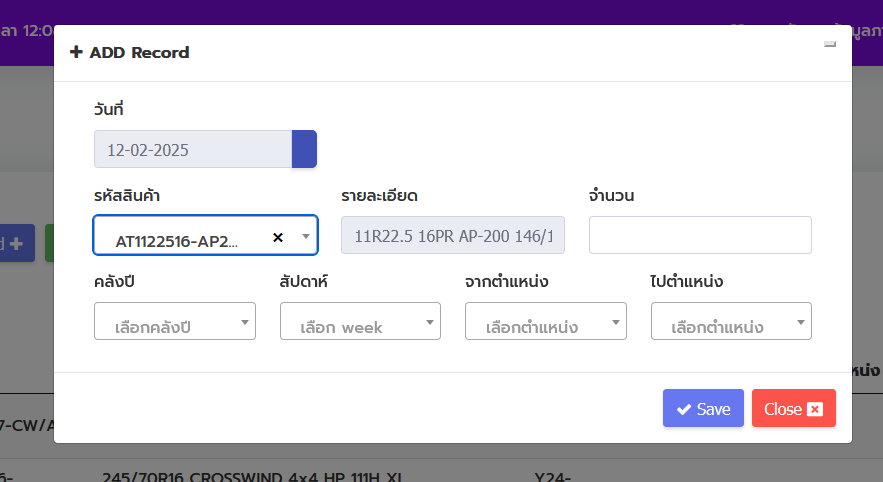 ลา 12:0
ADD Record
วันที่
12-02-2025
รหัสสินค้า รายละเอียด จำนวน
AT1122516-AP2... 11R22.5 16PR AP-200 146/1
คลังปี สัปดาห์ จากตำแหน่ง ไปตำแหน่ง
เลือกคลังปี เลือก week เลือกตำแหน่ง เลือกตำแหน่ง
หน่ง
Save Close
7-CW/A
6- 245/70R16 CROSSWIND 4x4 HP 111H XL Y24-